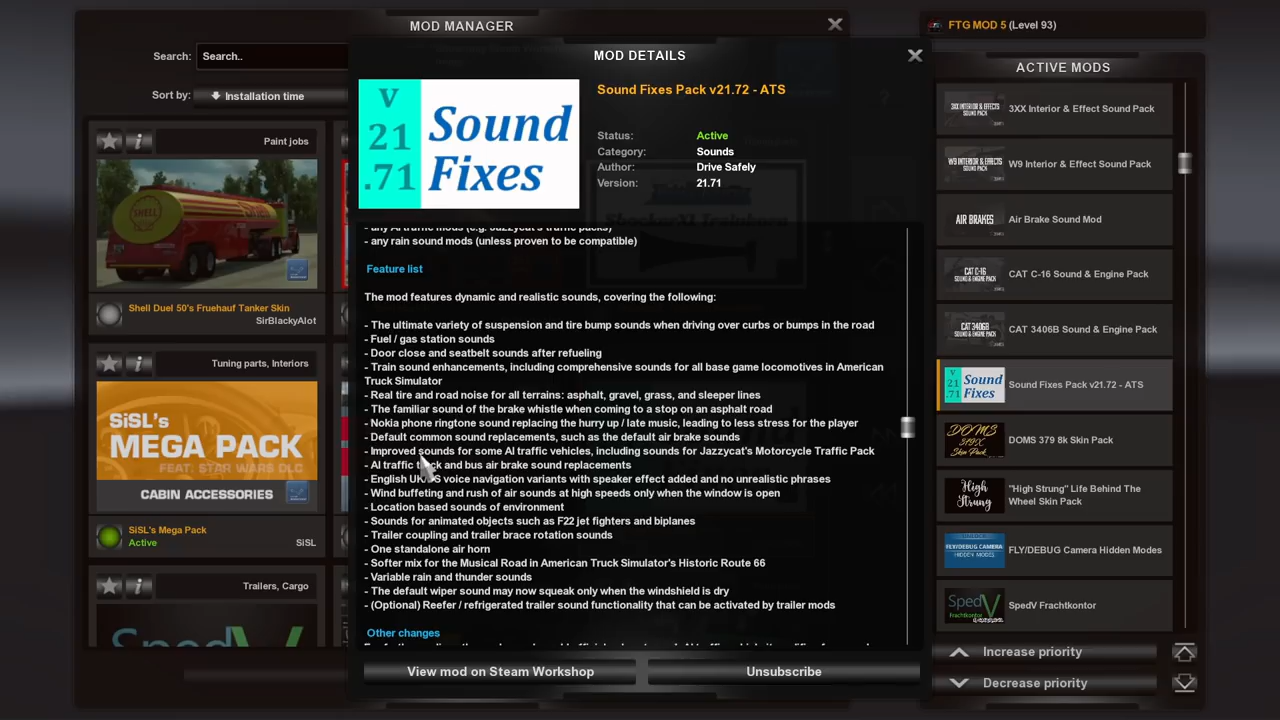 MOD MANAGER
Search:
Search..
Sort by:
Installation time
Paint jobs
Shell Duel 50's Fruehauf Tanker Skin
SirBlackyAlot
Tuning parts, Interiors
SiSL's
MEGA PACK
FEAT. STAR WARS DLC
CABIN ACCESSORIES
SiSL's Mega Pack
Active
SiSL
Trailers, Cargo
MOD DETAILS
V
21
.71
Sound
Fixes
Sound Fixes Pack v21.72 - ATS
Status: Active
Category: Sounds
Author: Drive Safely
Version: 21.71
- any AI traffic mods (e.g. Jazzycat's traffic packs)
- any rain sound mods (unless proven to be compatible)
Feature list
The mod features dynamic and realistic sounds, covering the following:
- The ultimate variety of suspension and tire bump sounds when driving over curbs or bumps in the road
- Fuel / gas station sounds
- Door close and seatbelt sounds after refueling
- Train sound enhancements, including comprehensive sounds for all base game locomotives in American
Truck Simulator
- Real tire and road noise for all terrains: asphalt, gravel, grass, and sleeper lines
- The familiar sound of the brake whistle when coming to a stop on an asphalt road
- Nokia phone ringtone sound replacing the hurry up / late music, leading to less stress for the player
- Default common sound replacements, such as the default air brake sounds
- Improved sounds for some AI traffic vehicles, including sounds for Jazzycat's Motorcycle Traffic Pack
- AI traffic truck and bus air brake sound replacements
- English UK/US voice navigation variants with speaker effect added and no unrealistic phrases
- Wind buffeting and rush of air sounds at high speeds only when the window is open
- Location based sounds of environment
- Sounds for animated objects such as F22 jet fighters and biplanes
- Trailer coupling and trailer brace rotation sounds
- One standalone air horn
- Softer mix for the Musical Road in American Truck Simulator's Historic Route 66
- Variable rain and thunder sounds
- The default wiper sound may now squeak only when the windshield is dry
- (Optional) Reefer / refrigerated trailer sound functionality that can be activated by trailer mods
Other changes
View mod on Steam Workshop
Unsubscribe
FTG MOD 5 (Level 93)
ACTIVE MODS
3XX Interior & Effect Sound Pack
W9 Interior & Effect Sound Pack
AIR BRAKES
Air Brake Sound Mod
CAT C-16 Sound & Engine Pack
CAT 3406B Sound & Engine Pack
Sound Fixes Pack v21.72 - ATS
DOMS 379 8k Skin Pack
"High Strung" Life Behind The
Wheel Skin Pack
FLY/DEBUG Camera Hidden Modes
SpedV Frachtkontor
Increase priority
Decrease priority